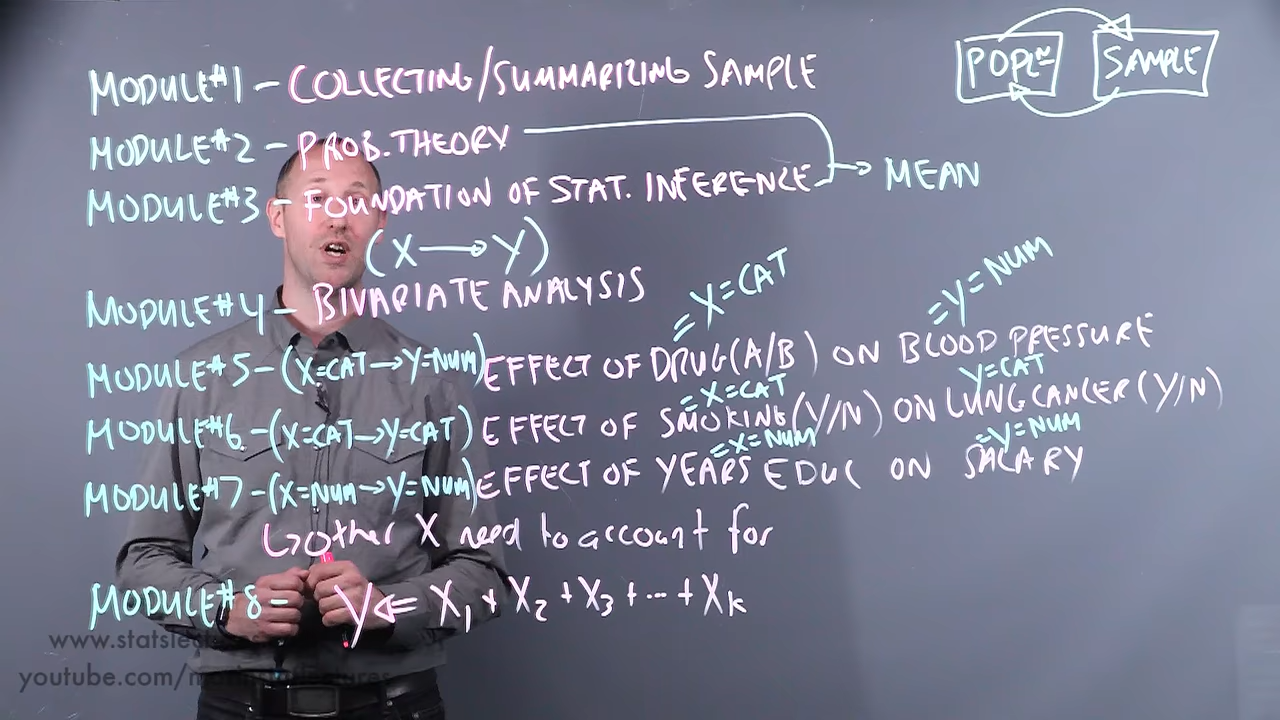 POPLN SAMPLE
MODULE#1 - COLLECTING/SUMMARIZING SAMPLE
MODULE#2 - PROB. THEORY
MODULE#3 - FOUNDATION OF STAT. INFERENCE → MEAN
(X → Y)
MODULE#4 - BIVARIATE ANALYSIS
=X=CAT =Y=NUM
MODULE#5 - (X=CAT→Y=NUM) EFFECT OF DRUG(A/B) ON BLOOD PRESSURE
=X=CAT Y=CAT
MODULE#6 - (X=CAT→Y=CAT) EFFECT OF SMOKING(Y/N) ON LUNG CANCER(Y/N)
=X=NUM =Y=NUM
MODULE#7 - (X=NUM→Y=NUM) EFFECT OF YEARS EDUC ON SALARY
↳ other X need to account for
MODULE#8 - Y ⇐ X₁ + X₂ + X₃ + ... + Xk
youtube.com/